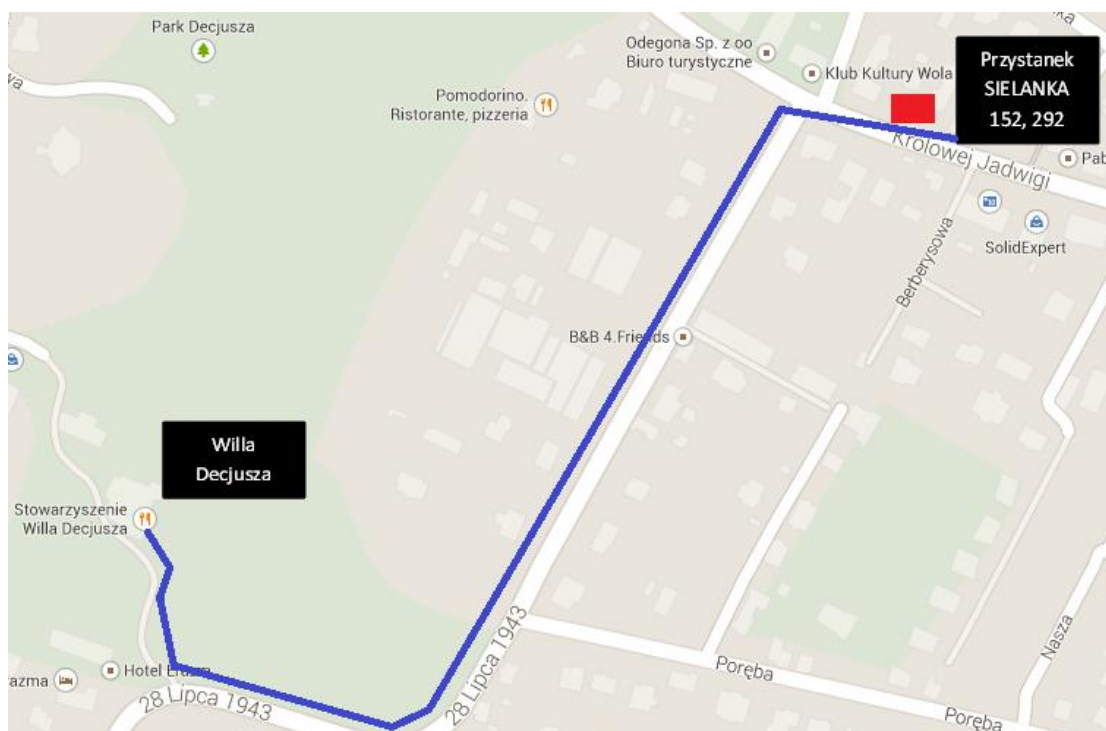 Park Decjusza
Odegona Sp. z oo
Biuro turystyczne
Klub Kultury Wola
Przystanek
SIELANKA
152, 292
Pomodorino.
Ristorante, pizzeria
Królowej Jadwigi
Pab
SolidExpert
Berberysowa
B&B 4.Friends
Willa
Decjusza
Stowarzyszenie
Willa Decjusza
28 Lipca 1943
Hotel Erazm
azma
28 Lipca 1943
Poręba
Nasza
Poręba